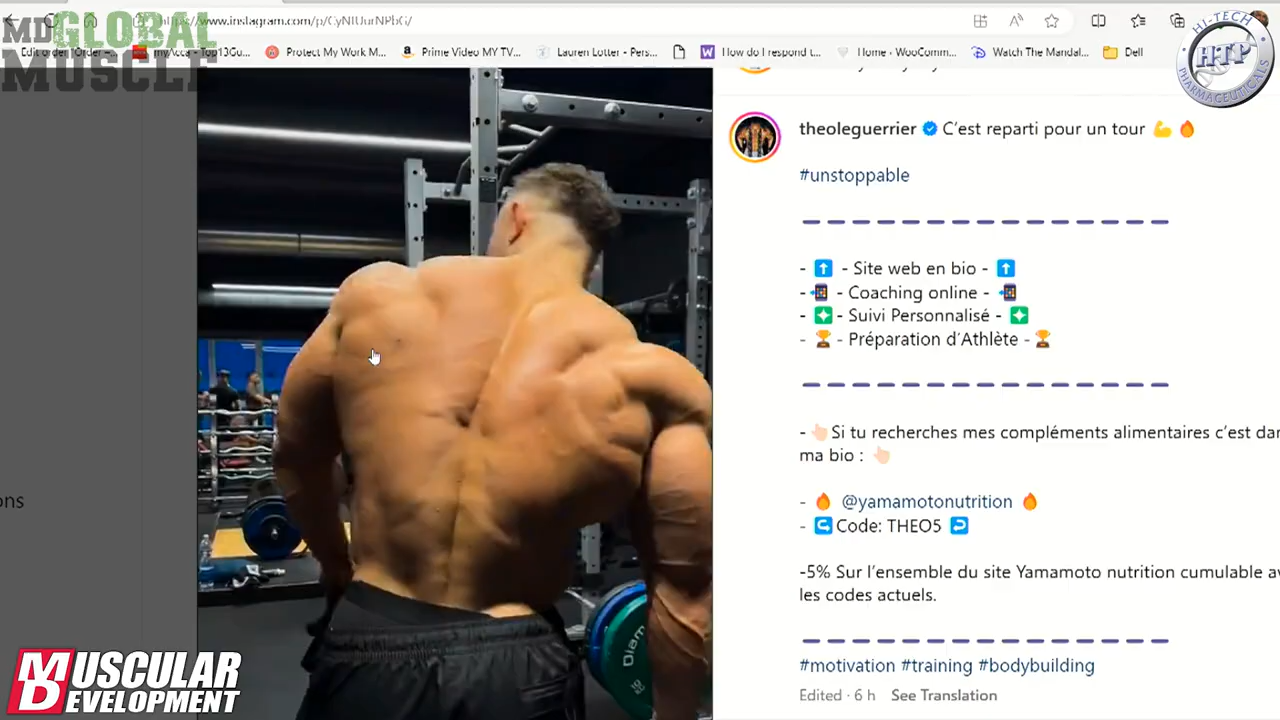 MD GLOBAL
MUSCLE
https://www.instagram.com/p/CyNIUurNPbG/
Protect My Work M...
Prime Video MY TV...
Lauren Lotter - Pers...
How do I respond t...
Home · WooComm...
Watch The Mandal...
Dell
HI-TECH
HTP
PHARMACEUTICALS
theoleguerrier C'est reparti pour un tour 💪 🔥
#unstoppable
- ⬆️ - Site web en bio - ⬆️
- 📲 - Coaching online - 📲
- ❇️ - Suivi Personnalisé - ❇️
- 🏆 - Préparation d'Athlète - 🏆
- 👆🏻 Si tu recherches mes compléments alimentaires c'est dan
ma bio : 👆🏻
- 🔥 @yamamotonutrition 🔥
- ↪️ Code: THEO5 ↩️
-5% Sur l'ensemble du site Yamamoto nutrition cumulable av
les codes actuels.
#motivation #training #bodybuilding
Edited · 6 h See Translation
ons
Diam
MUSCULAR
DEVELOPMENT